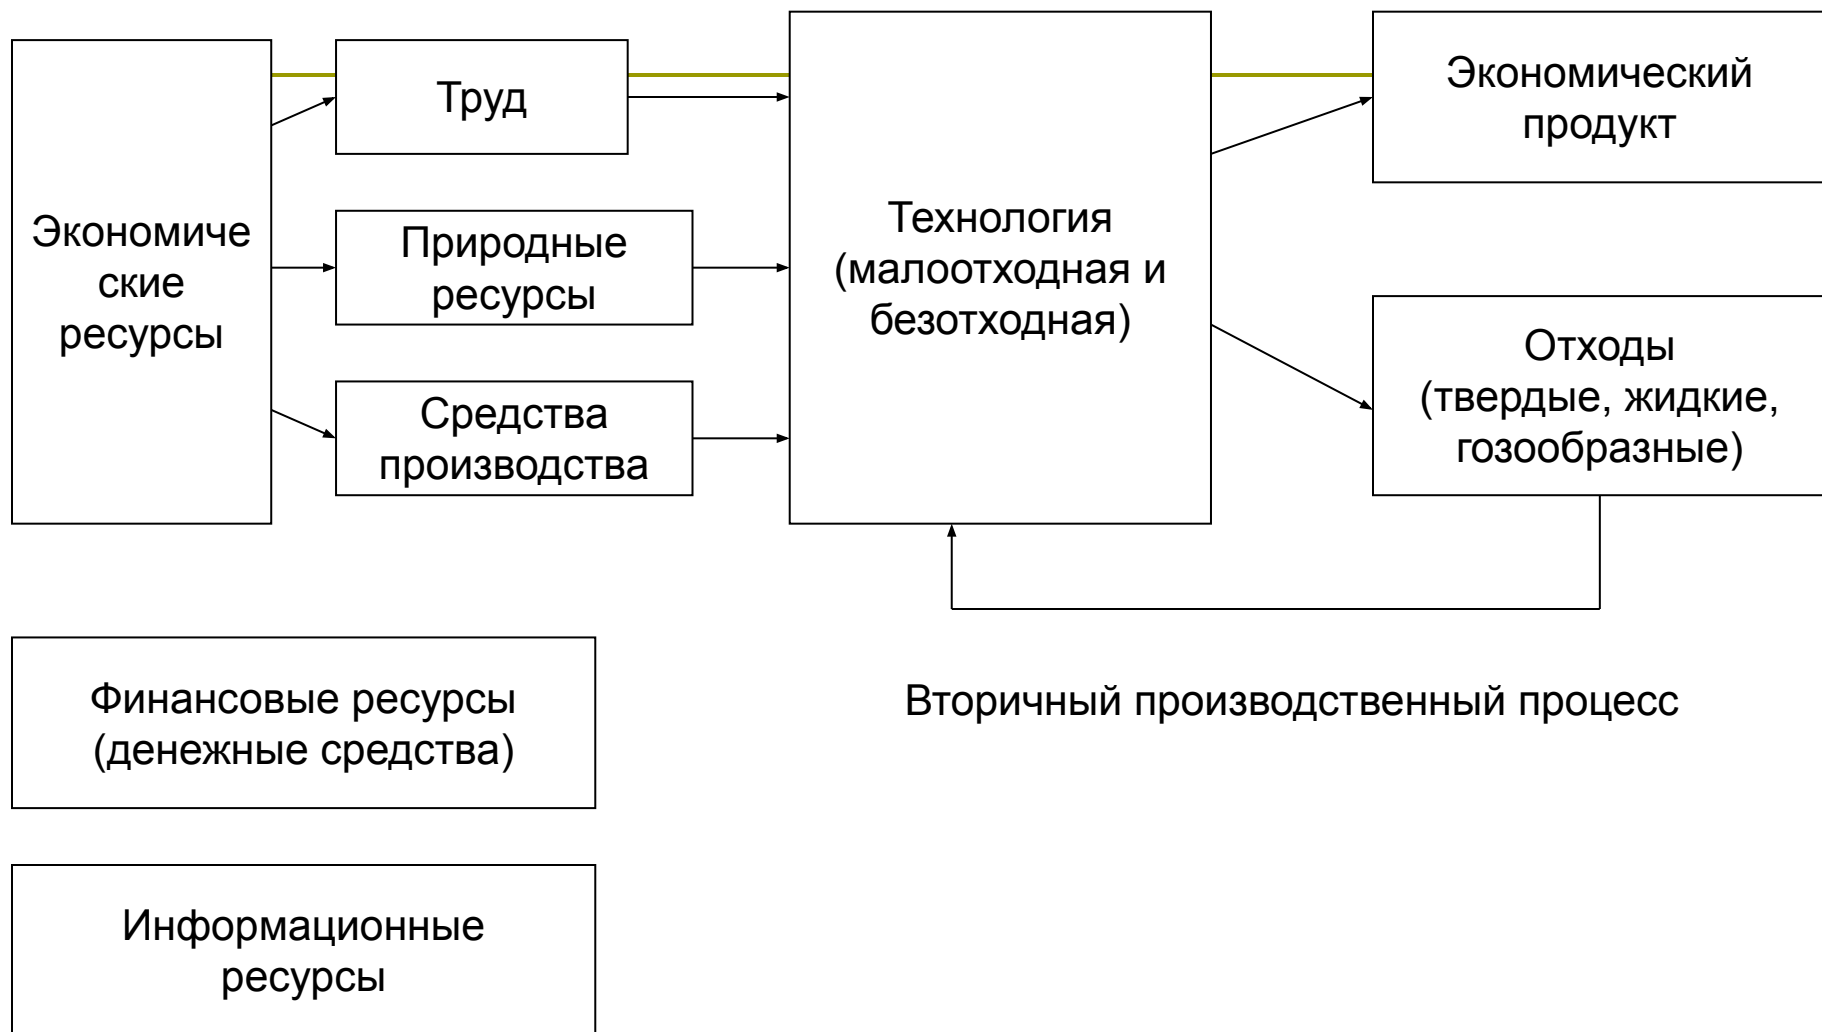 Экономиче
ские
ресурсы
Труд
Природные
ресурсы
Средства
производства
Технология
(малоотходная и
безотходная)
Экономический
продукт
Отходы
(твердые, жидкие,
гозообразные)
Финансовые ресурсы
(денежные средства)
Вторичный производственный процесс
Информационные
ресурсы